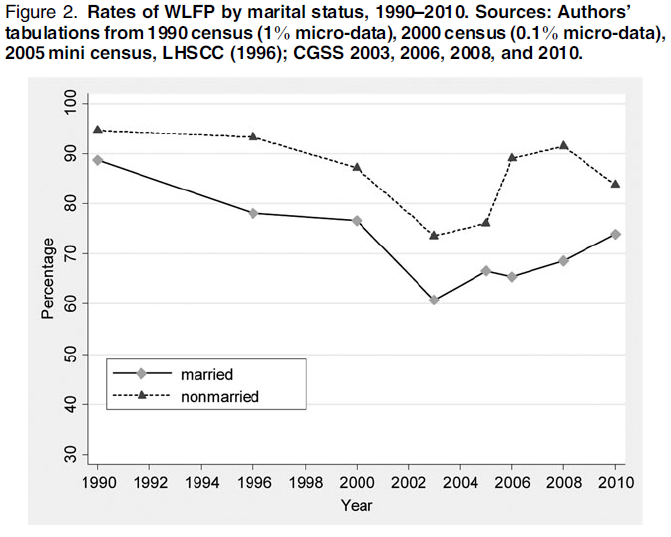 Figure 2. Rates of WLFP by marital status, 1990–2010. Sources: Authors’
tabulations from 1990 census (1% micro-data), 2000 census (0.1% micro-data),
2005 mini census, LHSCC (1996); CGSS 2003, 2006, 2008, and 2010.
100
90
80
70
60
50
40
30
Percentage
married
nonmarried
1990 1992 1994 1996 1998 2000 2002 2004 2006 2008 2010
Year